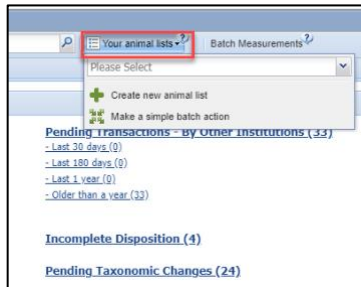 Your animal lists
Batch Measurements
Please Select
Create new animal list
Make a simple batch action
Pending Transactions - By Other Institutions (33)
- Last 30 days (0)
- Last 180 days (0)
- Last 1 year (0)
- Older than a year (33)
Incomplete Disposition (4)
Pending Taxonomic Changes (24)